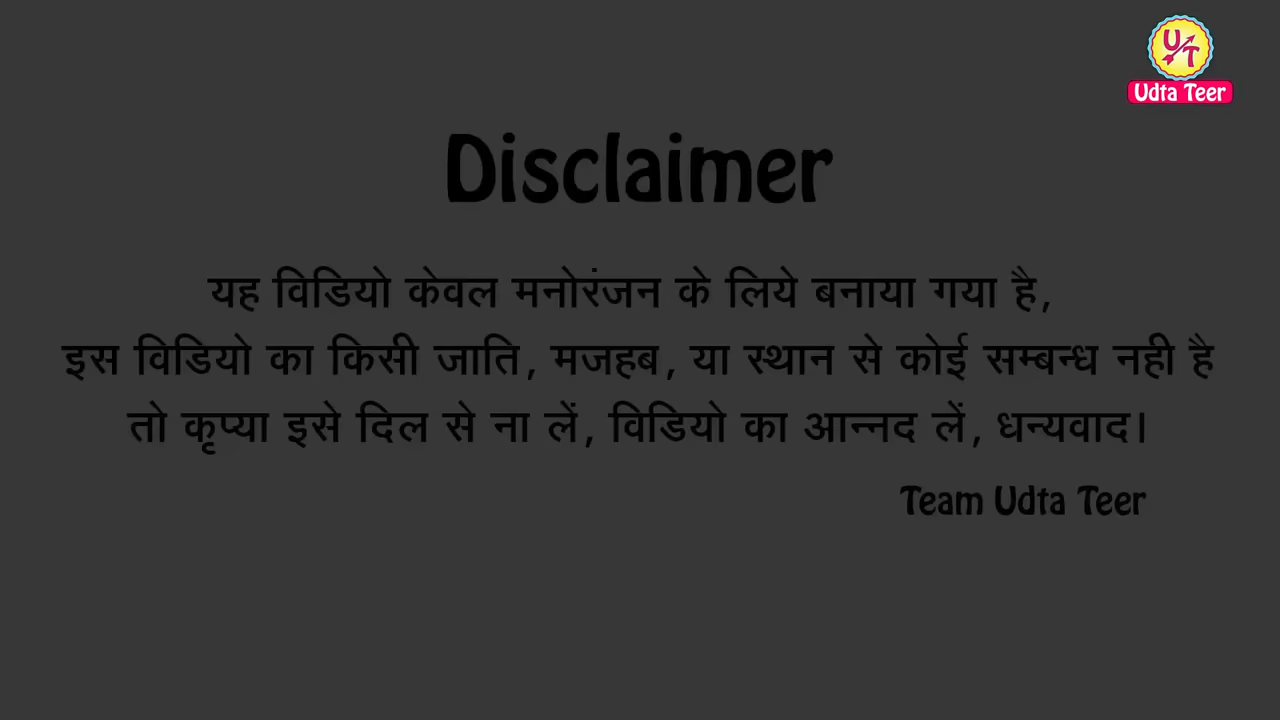 UT
Udta Teer
Disclaimer
यह विडियो केवल मनोरंजन के लिये बनाया गया है,
इस विडियो का किसी जाति, मजहब, या स्थान से कोई सम्बन्ध नही है
तो कृप्या इसे दिल से ना लें, विडियो का आन्नद लें, धन्यवाद।
Team Udta Teer